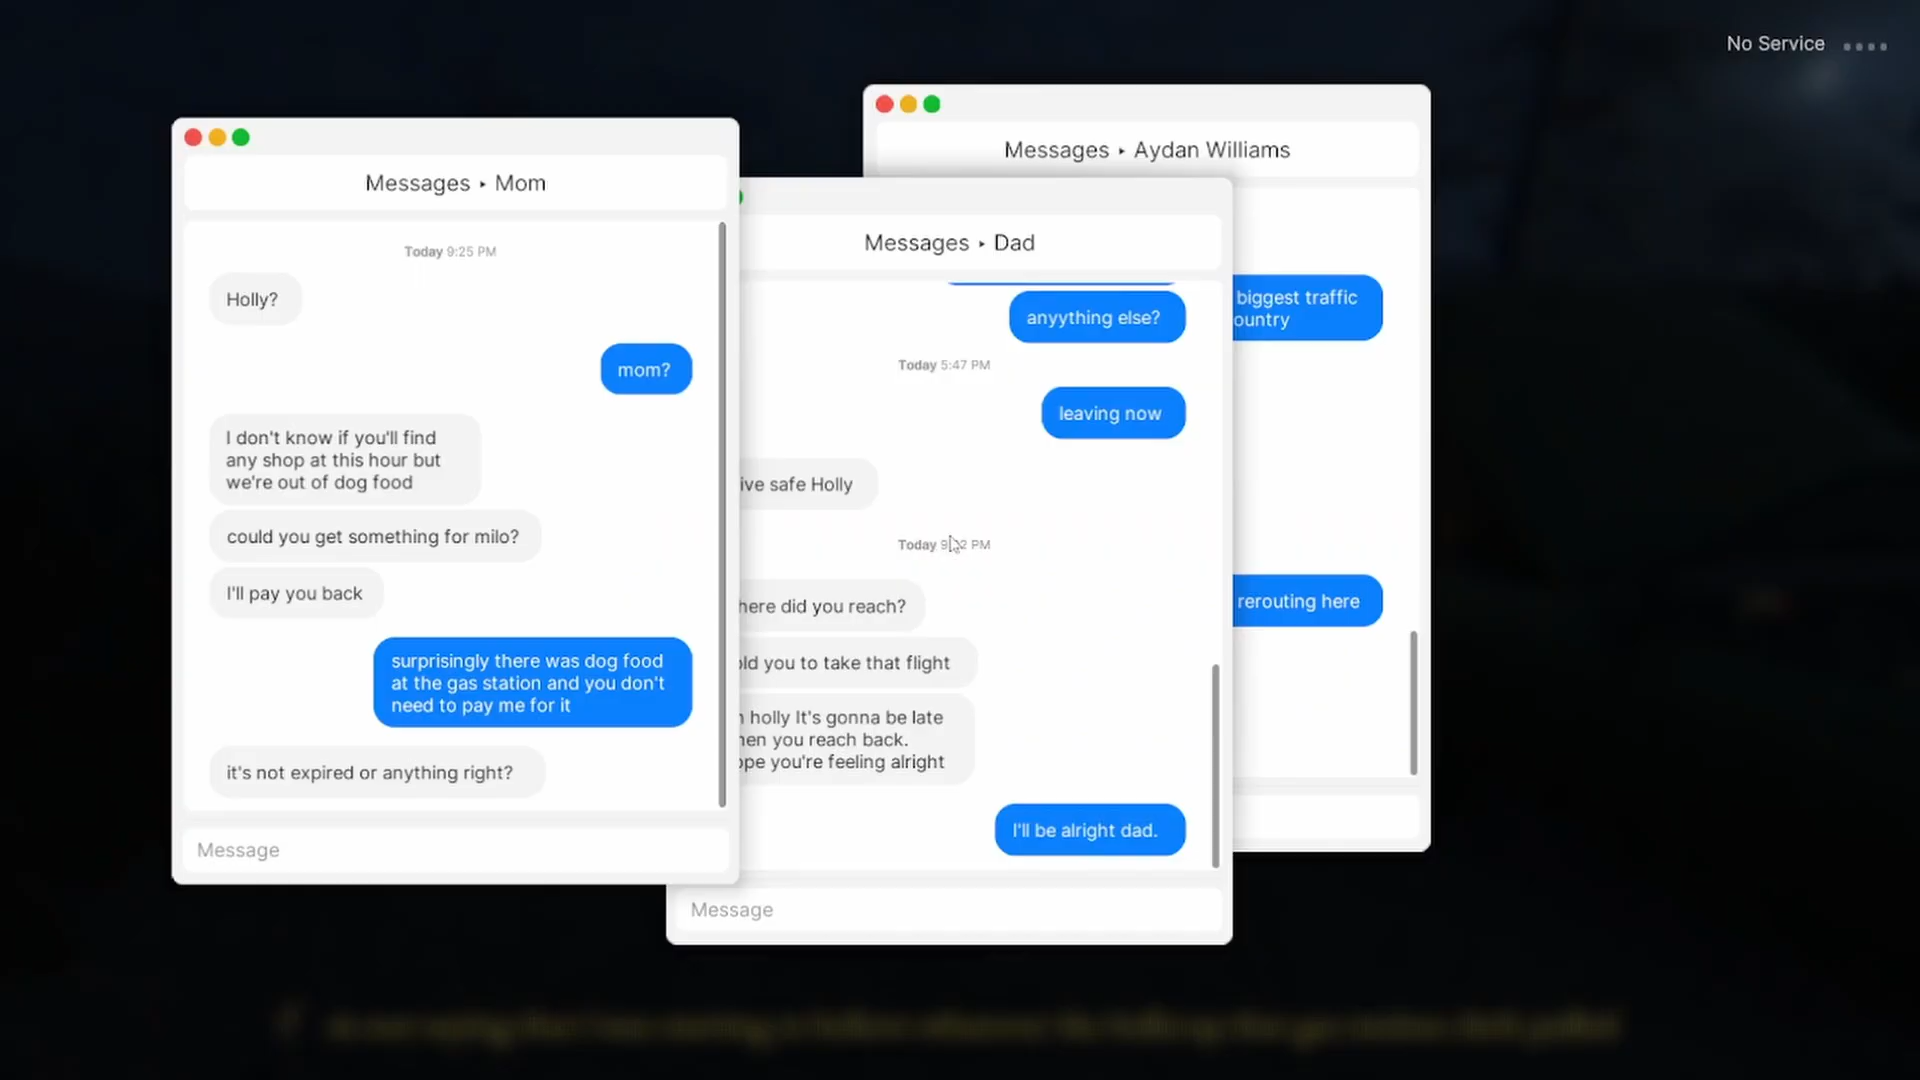 No Service
Messages ▸ Mom
Today 9:25 PM
Holly?
mom?
I don't know if you'll find
any shop at this hour but
we're out of dog food
could you get something for milo?
I'll pay you back
surprisingly there was dog food
at the gas station and you don't
need to pay me for it
it's not expired or anything right?
Message
Messages ▸ Dad
anyything else?
Today 5:47 PM
leaving now
ive safe Holly
Today PM
here did you reach?
old you to take that flight
holly It's gonna be late
hen you reach back.
ope you're feeling alright
I'll be alright dad.
Message
Messages ▸ Aydan Williams
biggest traffic
ountry
rerouting here